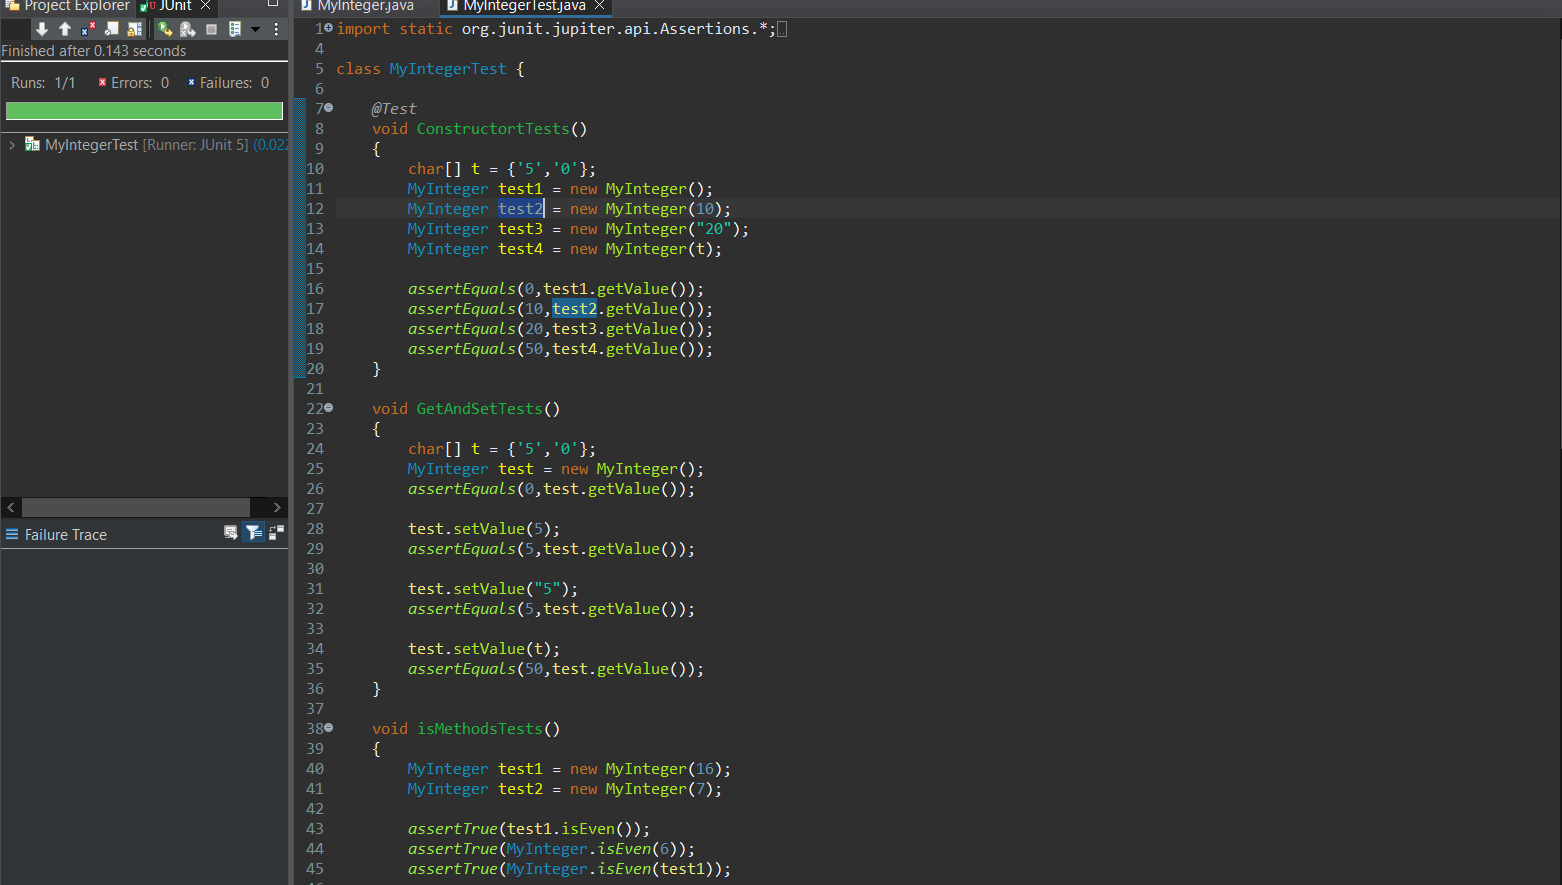 Project Explorer JUnit
Finished after 0.143 seconds
Runs: 1/1 Errors: 0 Failures: 0
MyIntegerTest [Runner: JUnit 5] (0.022
Failure Trace
MyInteger.java MyIntegerTest.java
1 import static org.junit.jupiter.api.Assertions.*;
4
5 class MyIntegerTest {
6
7 @Test
8 void ConstructortTests()
9 {
10 char[] t = {'5','0'};
11 MyInteger test1 = new MyInteger();
12 MyInteger test2 = new MyInteger(10);
13 MyInteger test3 = new MyInteger("20");
14 MyInteger test4 = new MyInteger(t);
15
16 assertEquals(0,test1.getValue());
17 assertEquals(10,test2.getValue());
18 assertEquals(20,test3.getValue());
19 assertEquals(50,test4.getValue());
20 }
21
22 void GetAndSetTests()
23 {
24 char[] t = {'5','0'};
25 MyInteger test = new MyInteger();
26 assertEquals(0,test.getValue());
27
28 test.setValue(5);
29 assertEquals(5,test.getValue());
30
31 test.setValue("5");
32 assertEquals(5,test.getValue());
33
34 test.setValue(t);
35 assertEquals(50,test.getValue());
36 }
37
38 void isMethodsTests()
39 {
40 MyInteger test1 = new MyInteger(16);
41 MyInteger test2 = new MyInteger(7);
42
43 assertTrue(test1.isEven());
44 assertTrue(MyInteger.isEven(6));
45 assertTrue(MyInteger.isEven(test1));